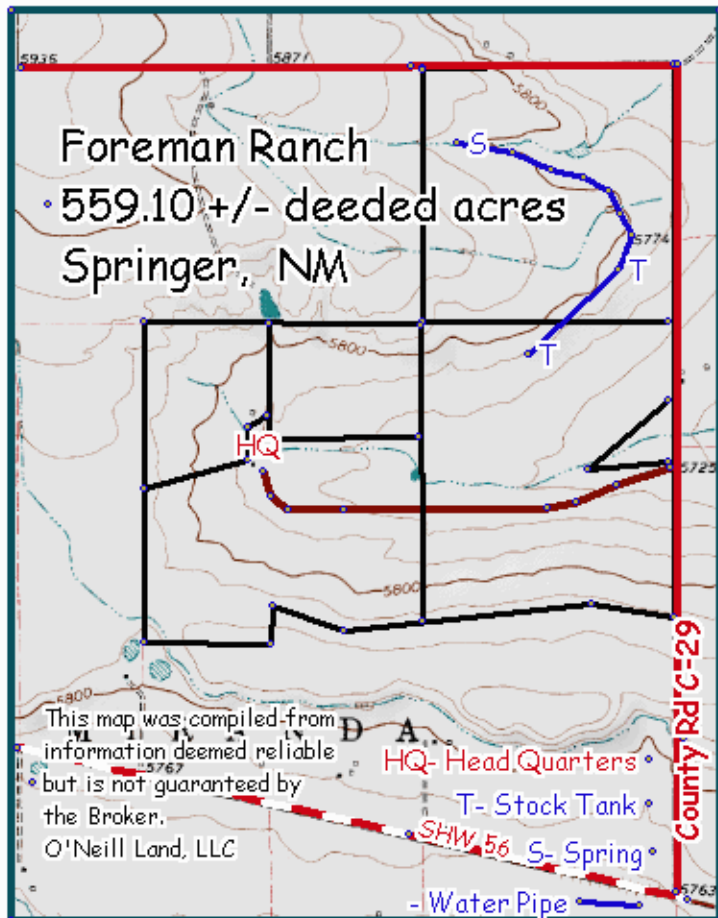 5936
5871
5800
Foreman Ranch
559.10 +/- deeded acres
Springer, NM
S
5774
T
T
5800
HQ
5725
5800
5800
M I R A N D A
This map was compiled from
information deemed reliable
but is not guaranteed by
the Broker.
O'Neill Land, LLC
5767
HQ- Head Quarters
T- Stock Tank
SHW 56
S- Spring
- Water Pipe
County Rd C-29
5763